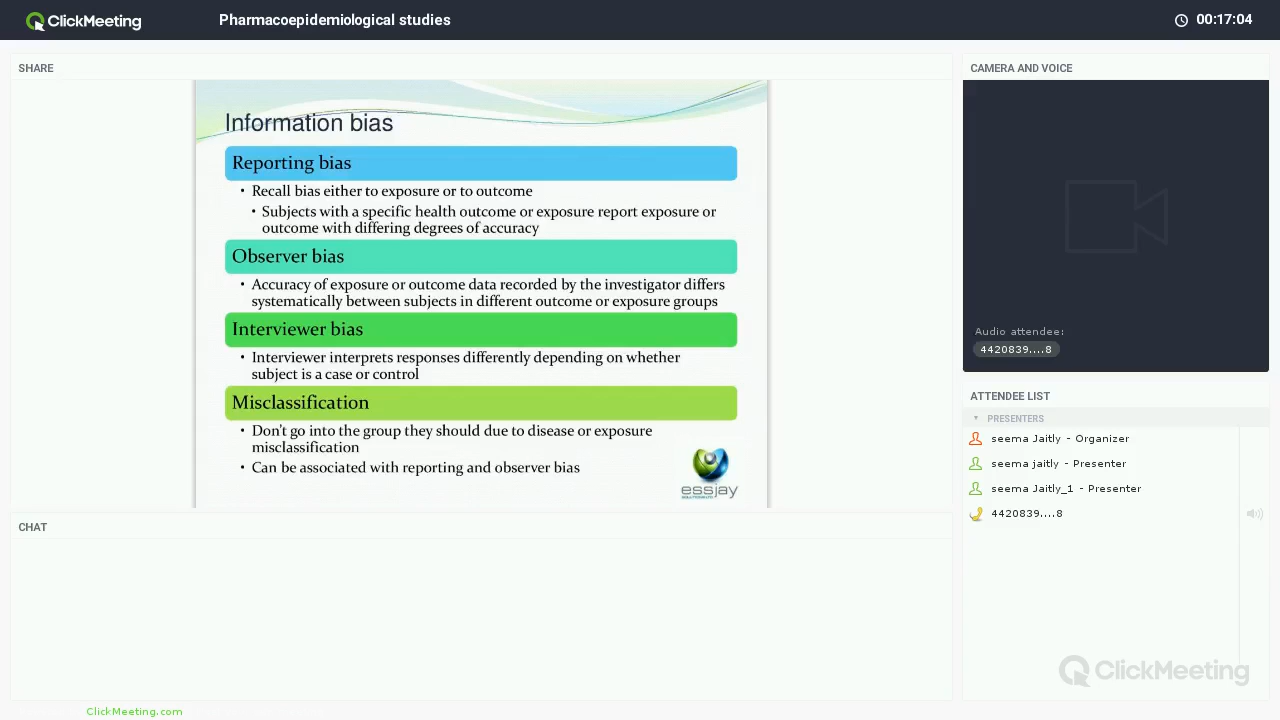 ClickMeeting
Pharmacoepidemiological studies
00:17:04
SHARE
Information bias
Reporting bias
• Recall bias either to exposure or to outcome
• Subjects with a specific health outcome or exposure report exposure or
outcome with differing degrees of accuracy
Observer bias
• Accuracy of exposure or outcome data recorded by the investigator differs
systematically between subjects in different outcome or exposure groups
Interviewer bias
• Interviewer interprets responses differently depending on whether
subject is a case or control
Misclassification
• Don't go into the group they should due to disease or exposure
misclassification
• Can be associated with reporting and observer bias
essjay
CHAT
CAMERA AND VOICE
Audio attendee:
4420839....8
ATTENDEE LIST
PRESENTERS
seema Jaitly - Organizer
seema jaitly - Presenter
seema Jaitly_1 - Presenter
4420839....8
ClickMeeting
ClickMeeting.com